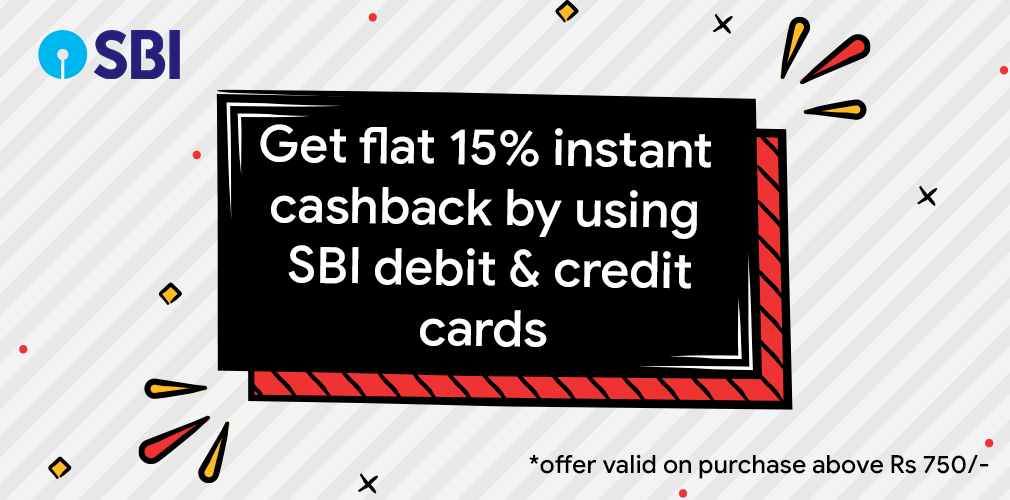 SBI
Get flat 15% instant
cashback by using
SBI debit & credit
cards
*offer valid on purchase above Rs 750/-